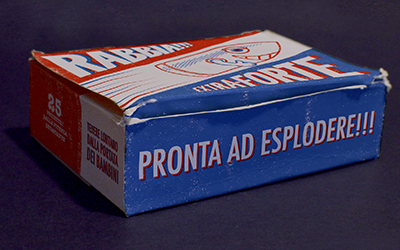 RABBIA!!
EXTRAFORTE
25
TENERE LONTANO
DALLA PORTATA
DEI BAMBINI
PRONTA AD ESPLODERE!!!